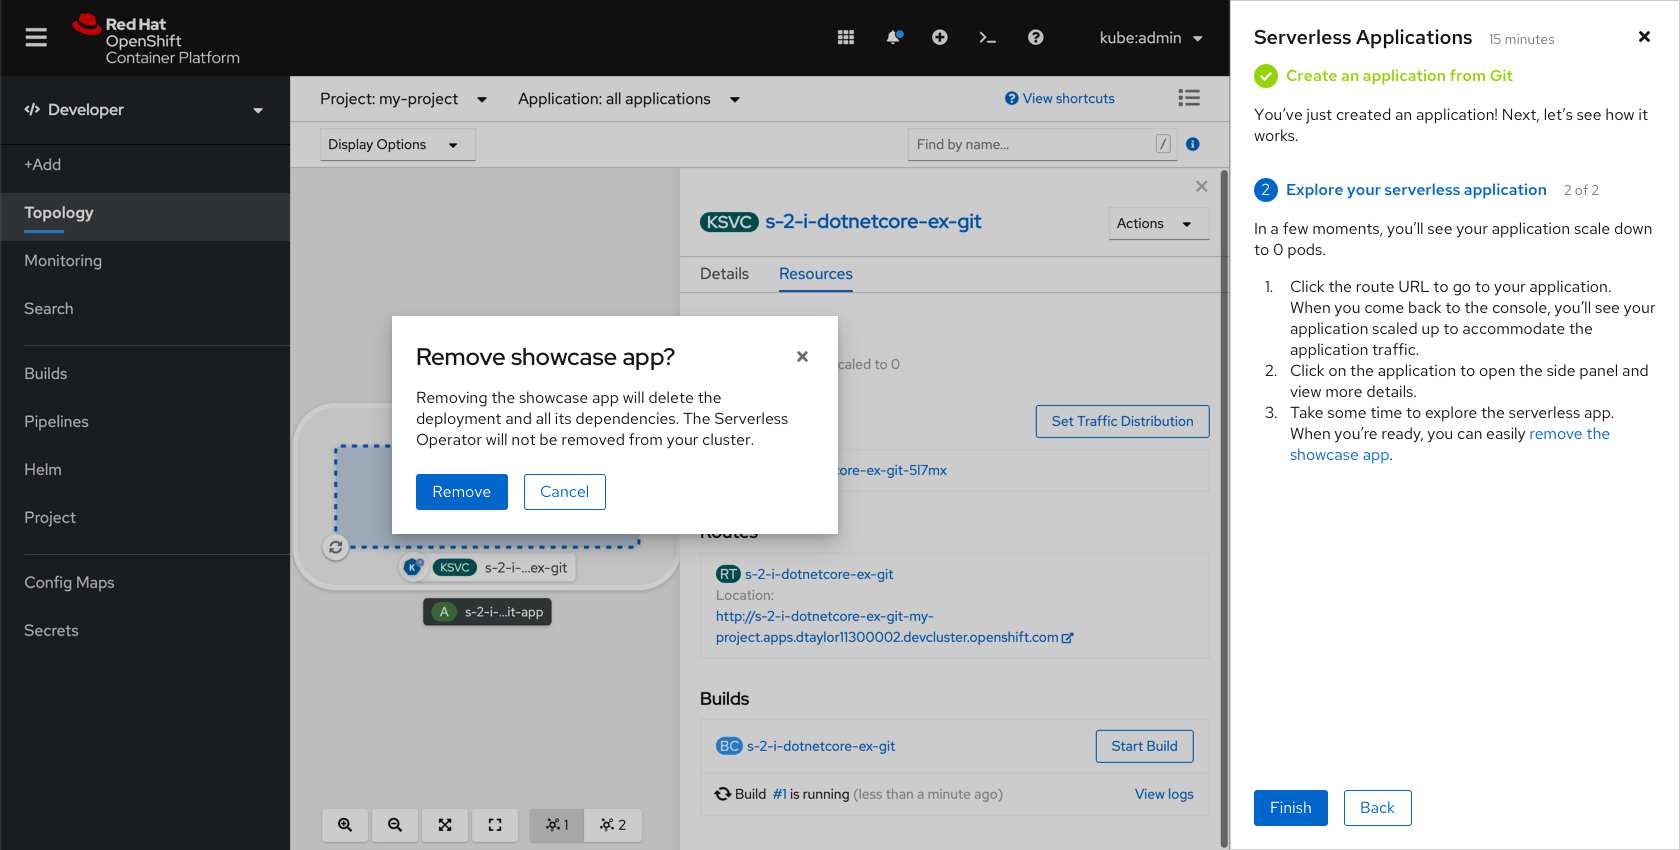 Red Hat
OpenShift
Container Platform
kube:admin
Developer
+Add
Topology
Monitoring
Search
Builds
Pipelines
Helm
Project
Config Maps
Secrets
Project: my-project
Application: all applications
View shortcuts
Display Options
Find by name...
/
KSVC s-2-i-dotnetcore-ex-git
Actions
Details
Resources
caled to 0
Set Traffic Distribution
ore-ex-git-5l7mx
Remove showcase app?
Removing the showcase app will delete the
deployment and all its dependencies. The Serverless
Operator will not be removed from your cluster.
Remove
Cancel
KSVC s-2-i-...ex-git
A s-2-i-...it-app
Routes
RT s-2-i-dotnetcore-ex-git
Location:
http://s-2-i-dotnetcore-ex-git-my-
project.apps.dtaylor11300002.devcluster.openshift.com
Builds
BC s-2-i-dotnetcore-ex-git
Start Build
Build #1 is running (less than a minute ago)
View logs
1
2
Serverless Applications 15 minutes
Create an application from Git
You've just created an application! Next, let's see how it
works.
2 Explore your serverless application 2 of 2
In a few moments, you'll see your application scale down
to 0 pods.
1. Click the route URL to go to your application.
When you come back to the console, you'll see your
application scaled up to accommodate the
application traffic.
2. Click on the application to open the side panel and
view more details.
3. Take some time to explore the serverless app.
When you're ready, you can easily remove the
showcase app.
Finish
Back